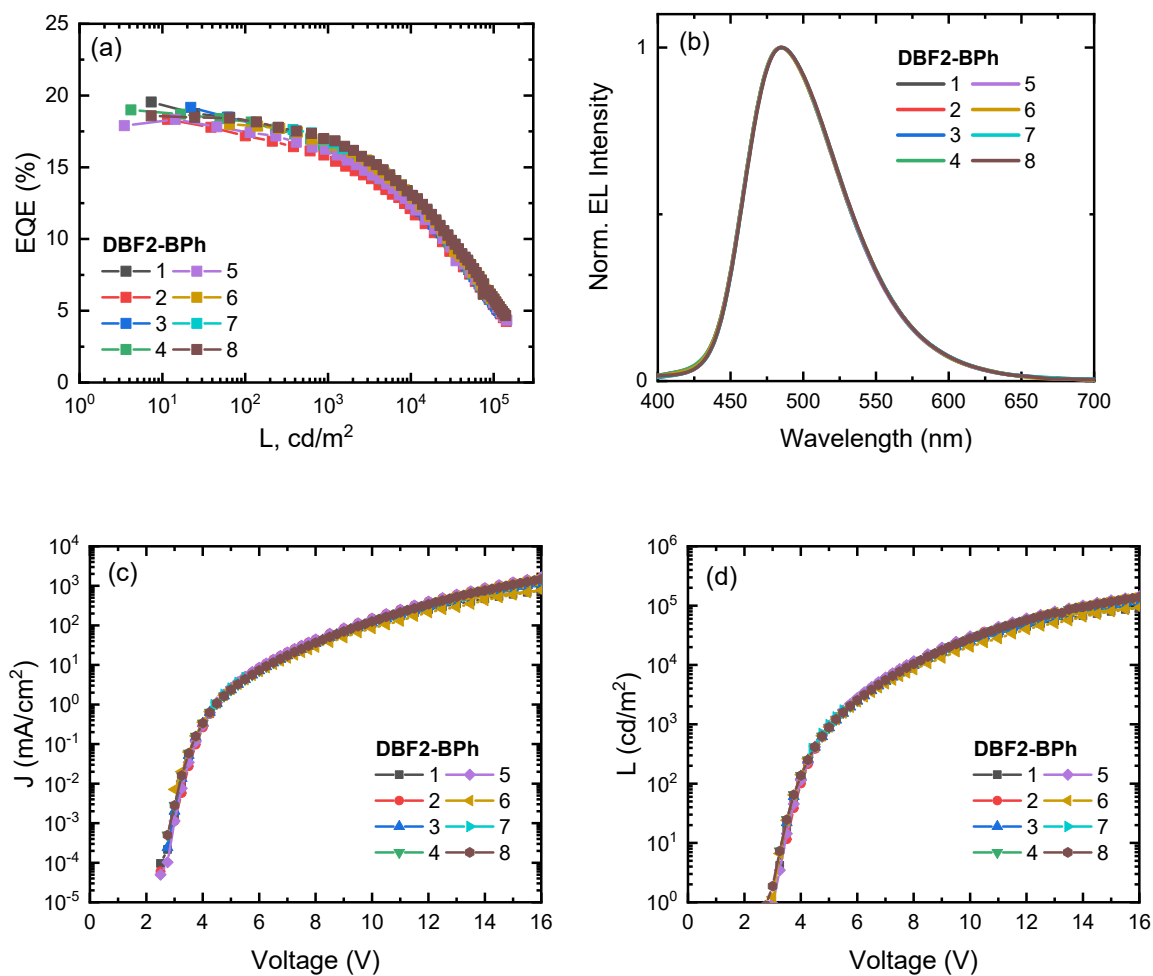 (a)
EQE (%)
25
20
15
10
5
0
DBF2-BPh
1 5
2 6
3 7
4 8
10^0 10^1 10^2 10^3 10^4 10^5
L, cd/m^2
(b)
Norm. EL Intensity
1
0
DBF2-BPh
1 5
2 6
3 7
4 8
400 450 500 550 600 650 700
Wavelength (nm)
(c)
J (mA/cm^2)
10^4
10^3
10^2
10^1
10^0
10^-1
10^-2
10^-3
10^-4
10^-5
DBF2-BPh
1 5
2 6
3 7
4 8
0 2 4 6 8 10 12 14 16
Voltage (V)
(d)
L (cd/m^2)
10^6
10^5
10^4
10^3
10^2
10^1
10^0
DBF2-BPh
1 5
2 6
3 7
4 8
0 2 4 6 8 10 12 14 16
Voltage (V)